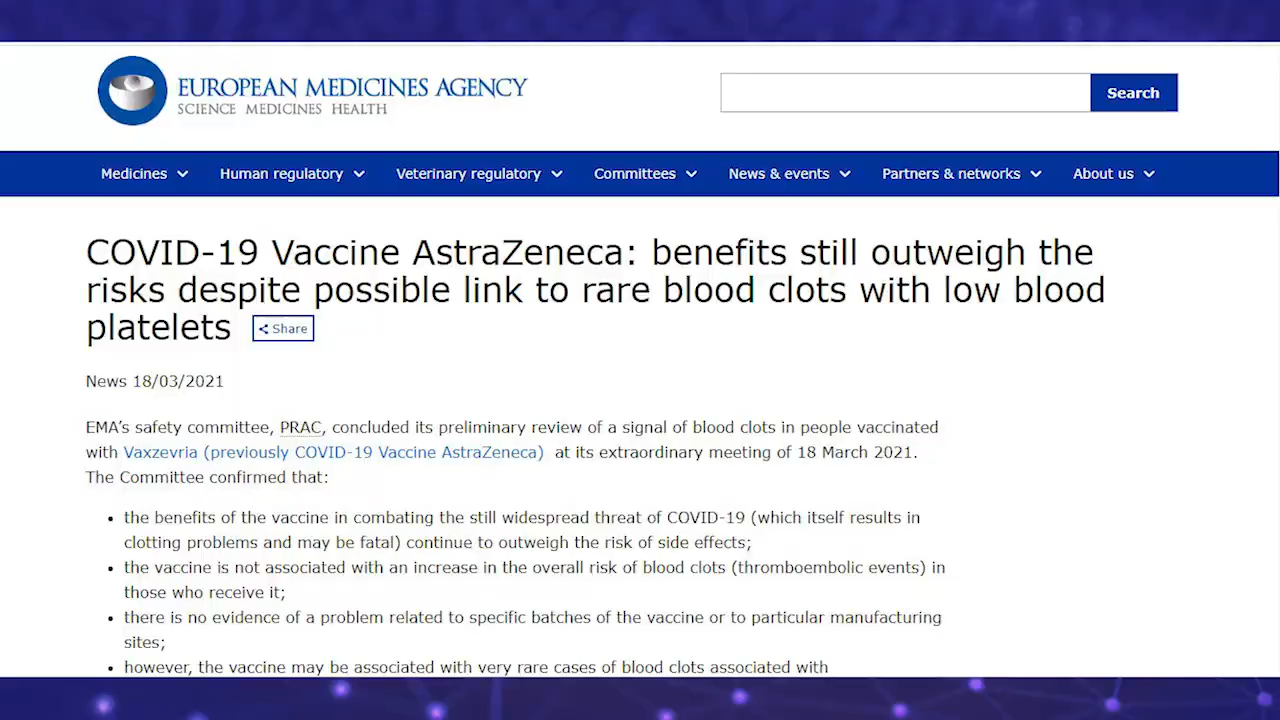 EUROPEAN MEDICINES AGENCY
SCIENCE MEDICINES HEALTH
Search
Medicines Human regulatory Veterinary regulatory Committees News & events Partners & networks About us
COVID-19 Vaccine AstraZeneca: benefits still outweigh the
risks despite possible link to rare blood clots with low blood
platelets Share
News 18/03/2021
EMA’s safety committee, PRAC, concluded its preliminary review of a signal of blood clots in people vaccinated
with Vaxzevria (previously COVID-19 Vaccine AstraZeneca) at its extraordinary meeting of 18 March 2021.
The Committee confirmed that:
• the benefits of the vaccine in combating the still widespread threat of COVID-19 (which itself results in
clotting problems and may be fatal) continue to outweigh the risk of side effects;
• the vaccine is not associated with an increase in the overall risk of blood clots (thromboembolic events) in
those who receive it;
• there is no evidence of a problem related to specific batches of the vaccine or to particular manufacturing
sites;
• however, the vaccine may be associated with very rare cases of blood clots associated with